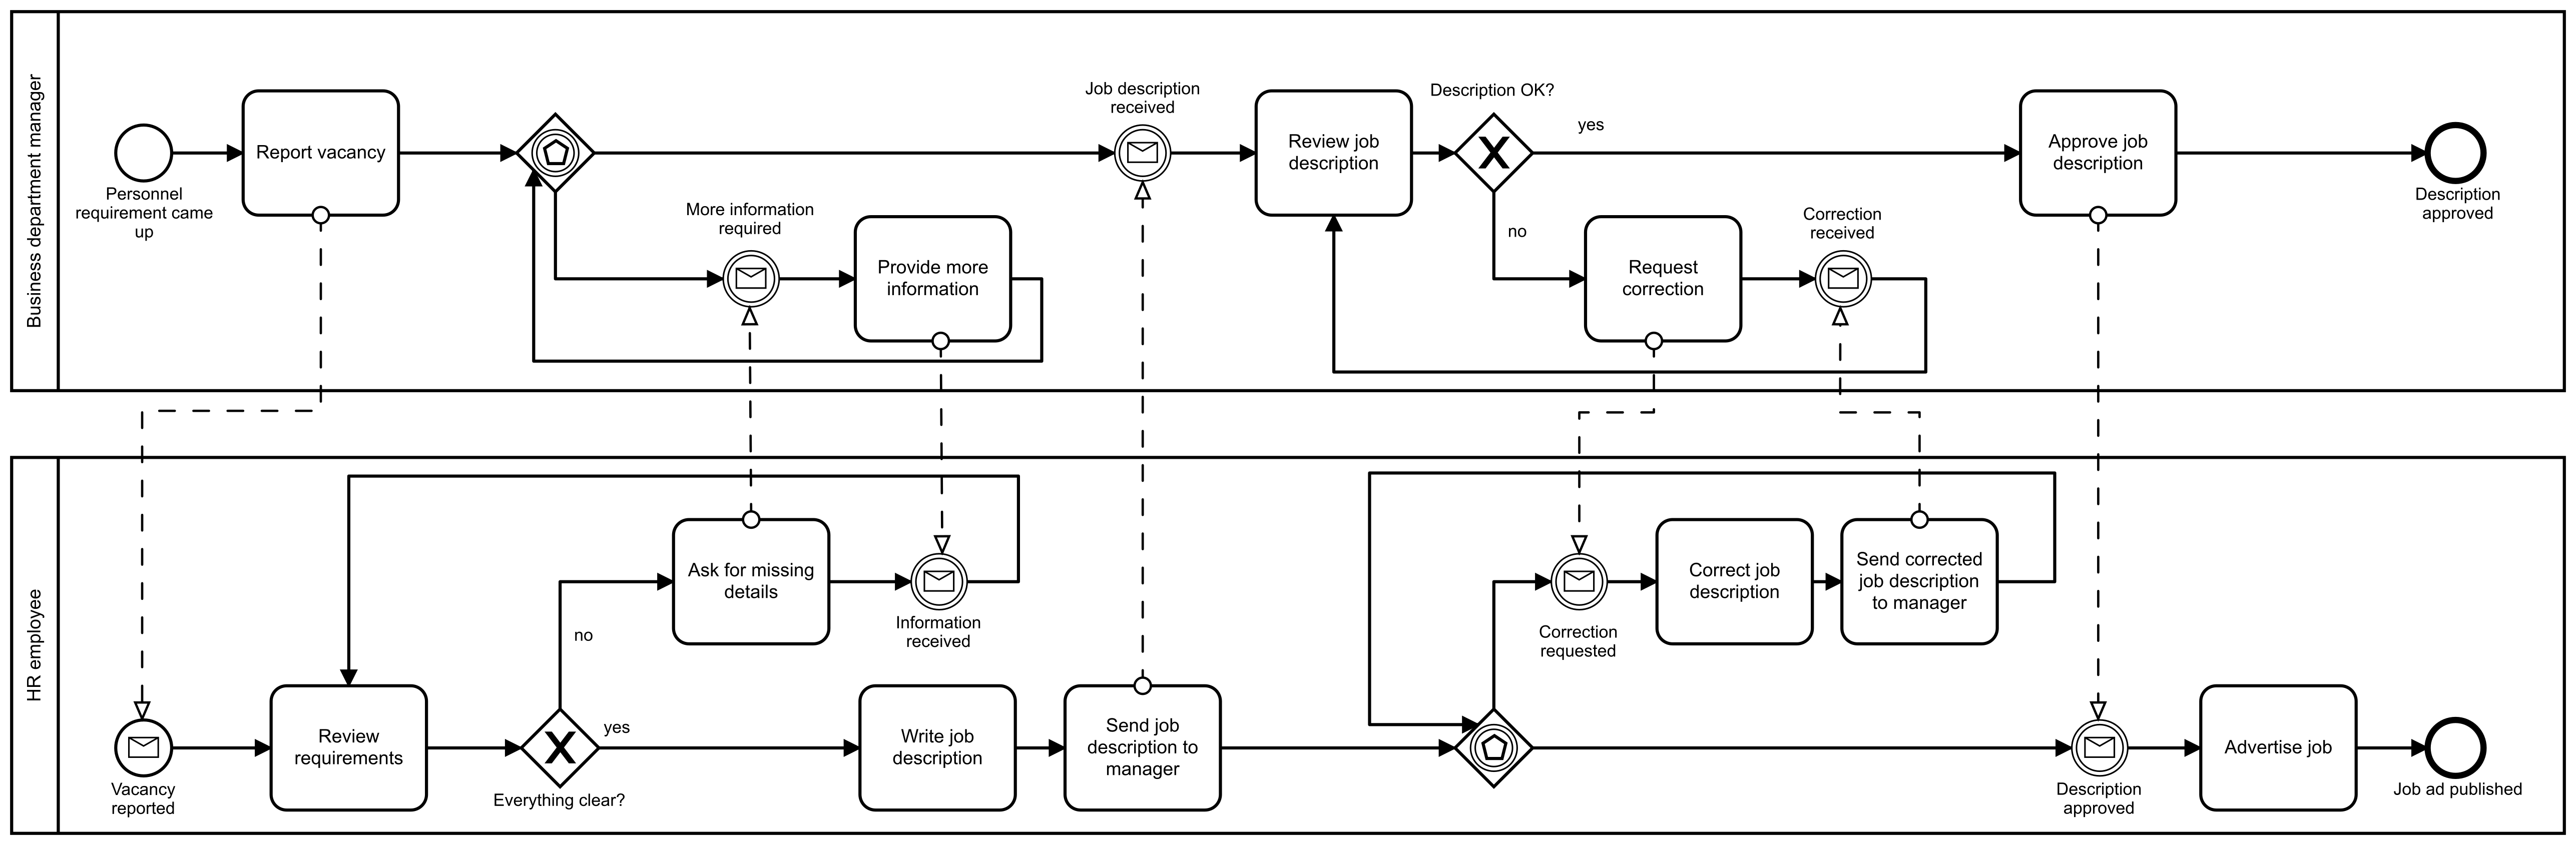 Business department manager
Personnel
requirement came
up
Report vacancy
More information
required
Provide more
information
Job description
received
Review job
description
Description OK?
yes
no
Request
correction
Correction
received
Approve job
description
Description
approved
HR employee
Vacancy
reported
Review
requirements
Everything clear?
no
yes
Ask for missing
details
Information
received
Write job
description
Send job
description to
manager
Correction
requested
Correct job
description
Send corrected
job description
to manager
Description
approved
Advertise job
Job ad published